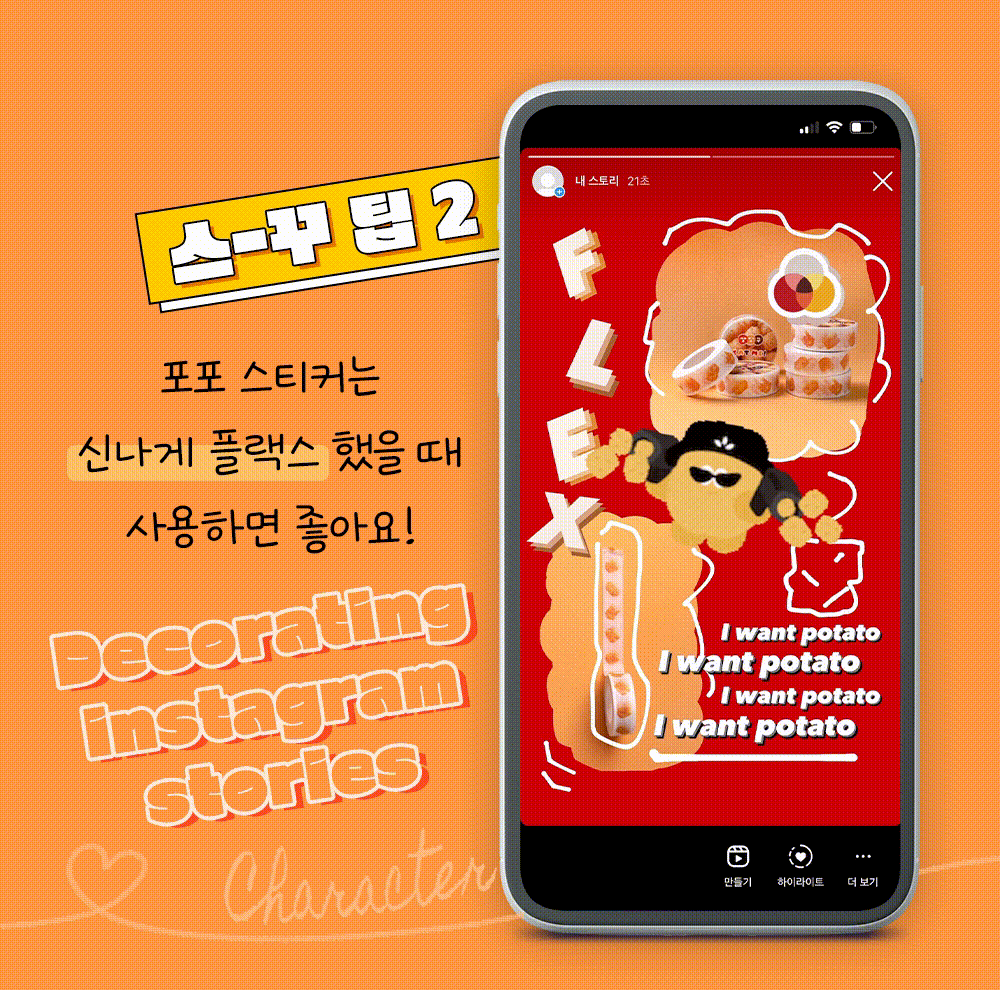 스-꾸 팁 2
포포 스티커는
신나게 플랙스 했을 때
사용하면 좋아요!
Decorating
instagram
stories
Character
내 스토리 21초
F
L
E
X
I want potato
I want potato
I want potato
I want potato
만들기
하이라이트
더 보기